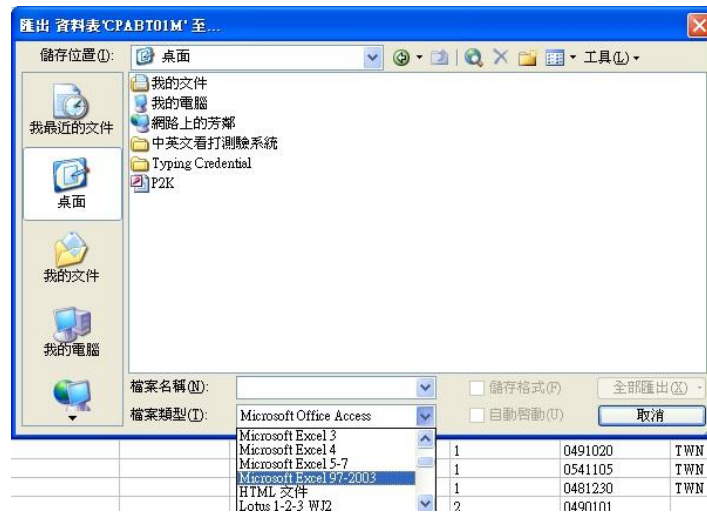 匯出 資料表'CPABT01M' 至...
儲存位置(I): 桌面 工具(L)
我最近的文件
桌面
我的文件
我的電腦
我的文件
我的電腦
網路上的芳鄰
中英文看打測驗系統
Typing Credential
P2K
檔案名稱(N): 儲存格式(F) 全部匯出(X)
檔案類型(T): Microsoft Office Access 自動啟動(U) 取消
Microsoft Excel 3
Microsoft Excel 4
Microsoft Excel 5-7
Microsoft Excel 97-2003
HTML 文件
Lotus 1-2-3 WJ2
1 0491020 TWN
1 0541105 TWN
1 0481230 TWN
2 0490101